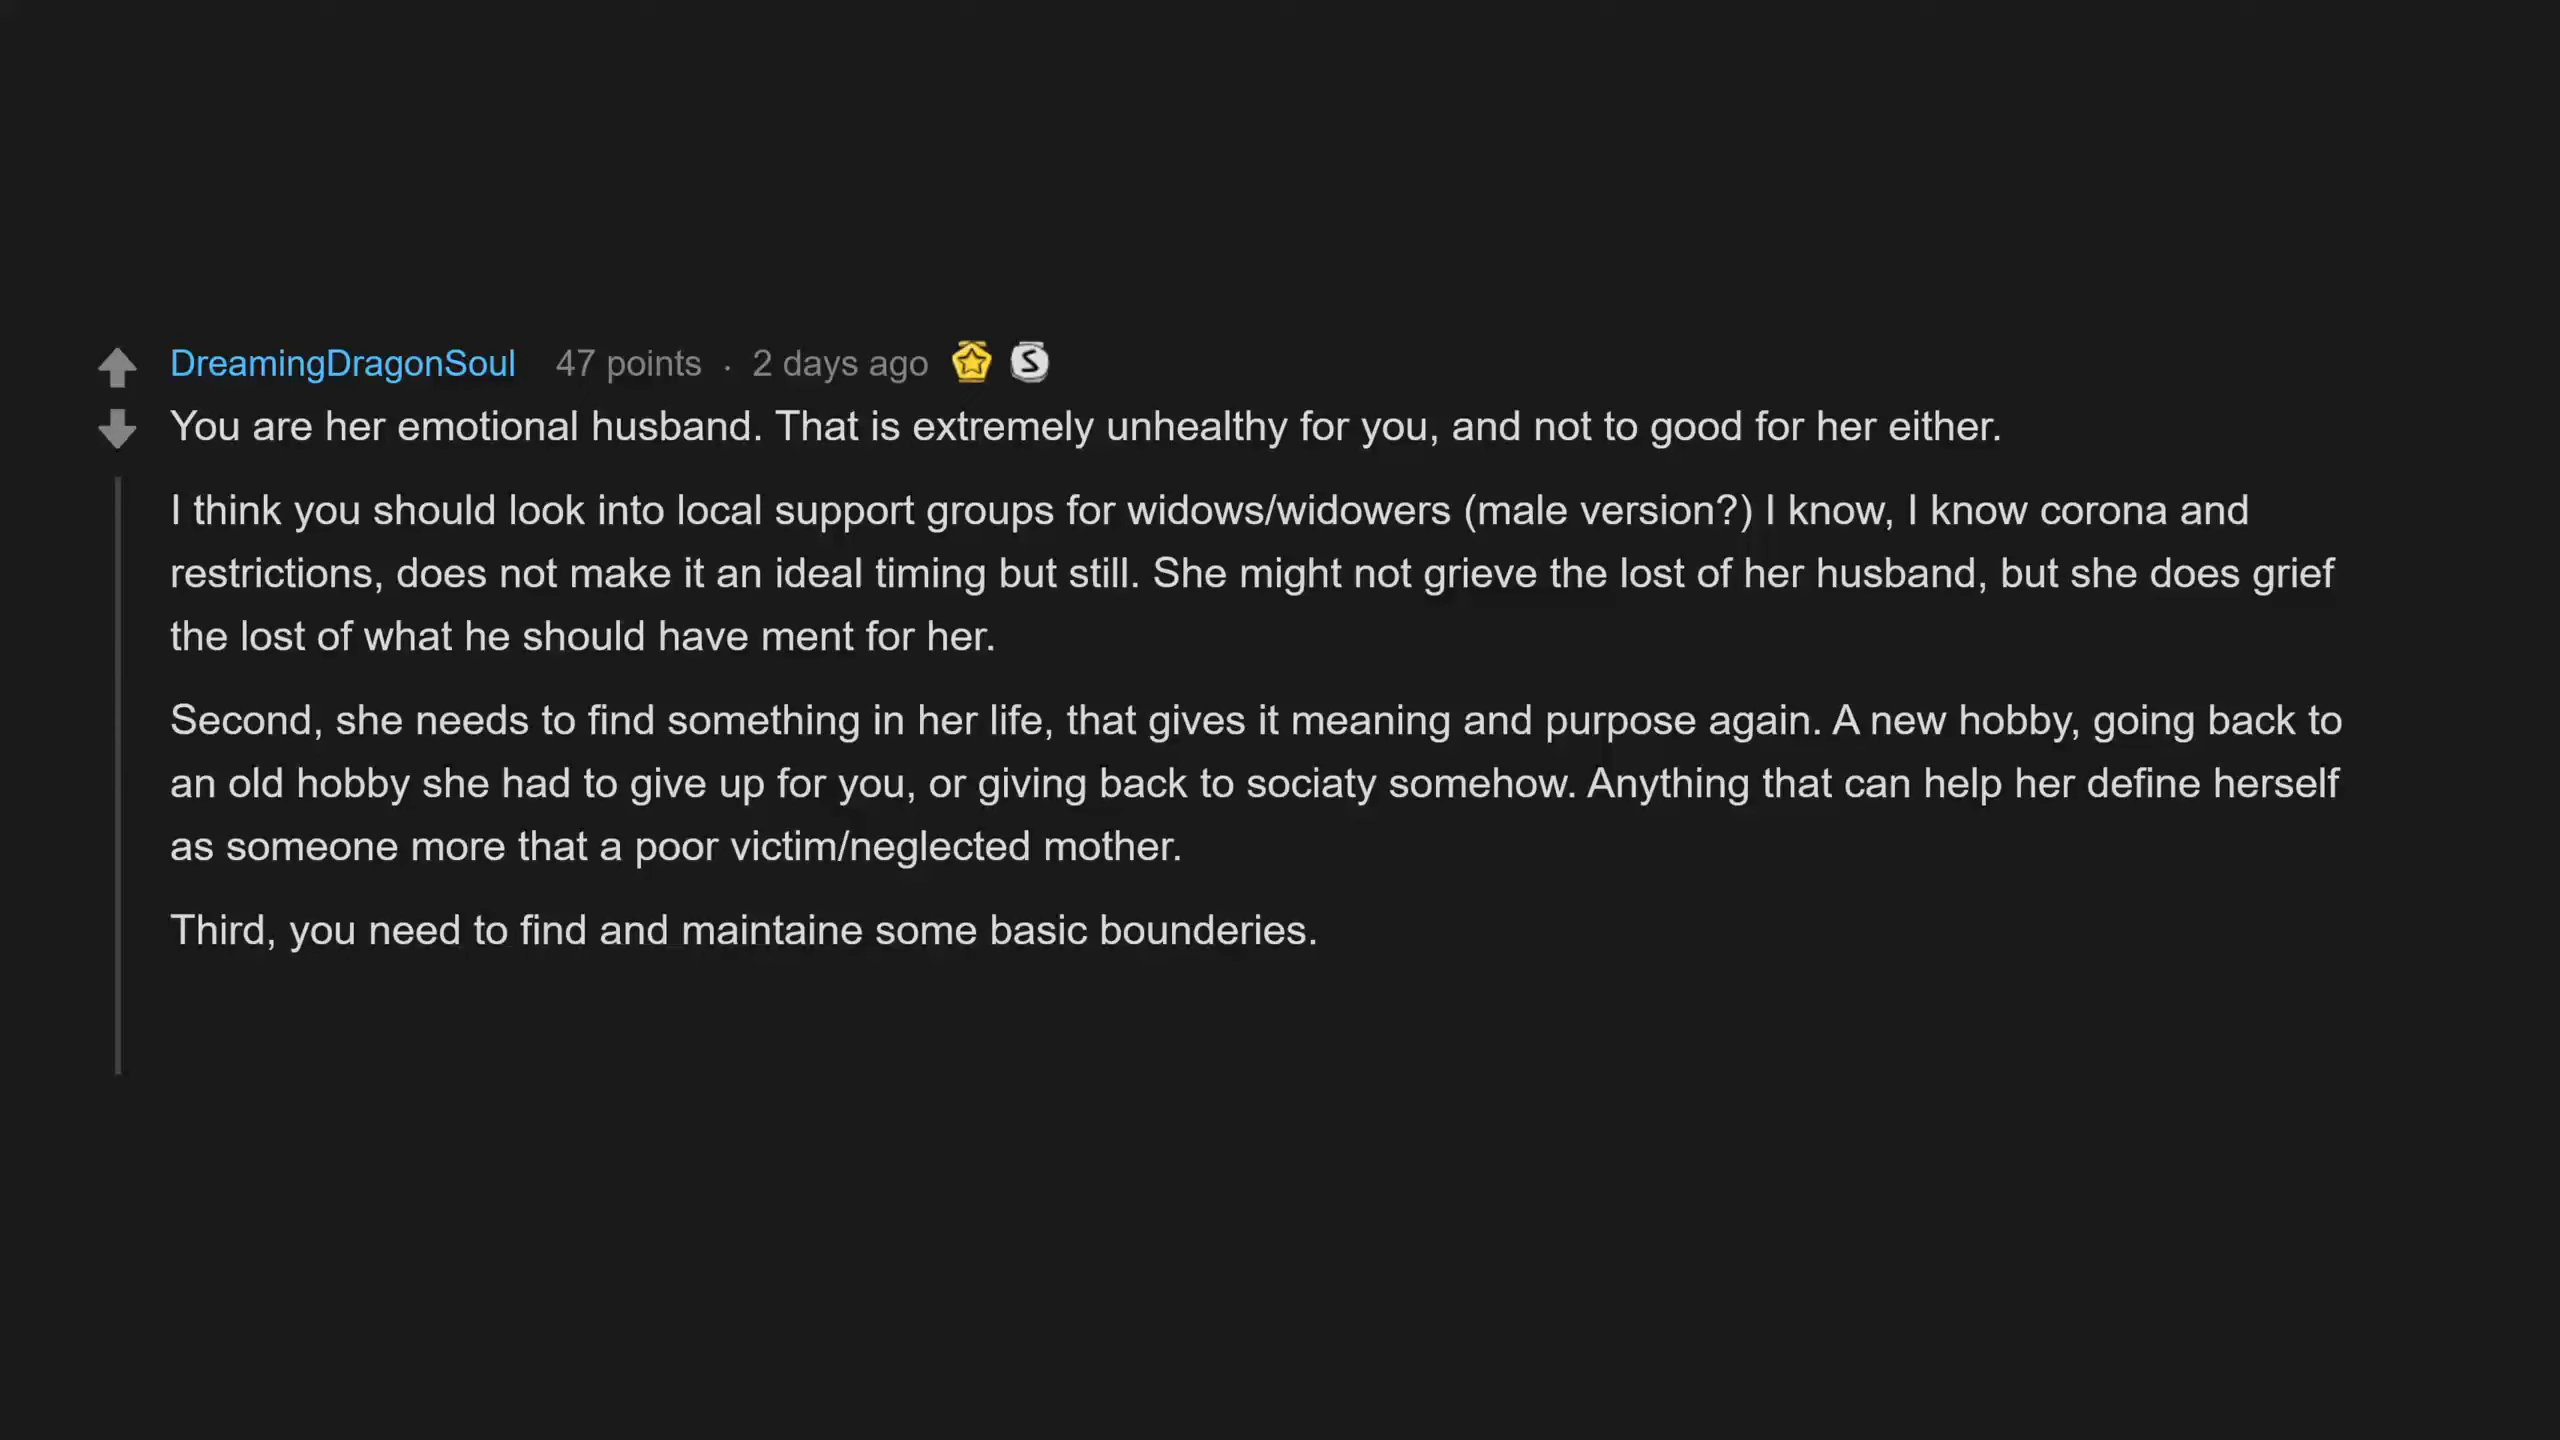 DreamingDragonSoul 47 points · 2 days ago
You are her emotional husband. That is extremely unhealthy for you, and not to good for her either.
I think you should look into local support groups for widows/widowers (male version?) I know, I know corona and
restrictions, does not make it an ideal timing but still. She might not grieve the lost of her husband, but she does grief
the lost of what he should have ment for her.
Second, she needs to find something in her life, that gives it meaning and purpose again. A new hobby, going back to
an old hobby she had to give up for you, or giving back to sociaty somehow. Anything that can help her define herself
as someone more that a poor victim/neglected mother.
Third, you need to find and maintaine some basic bounderies.